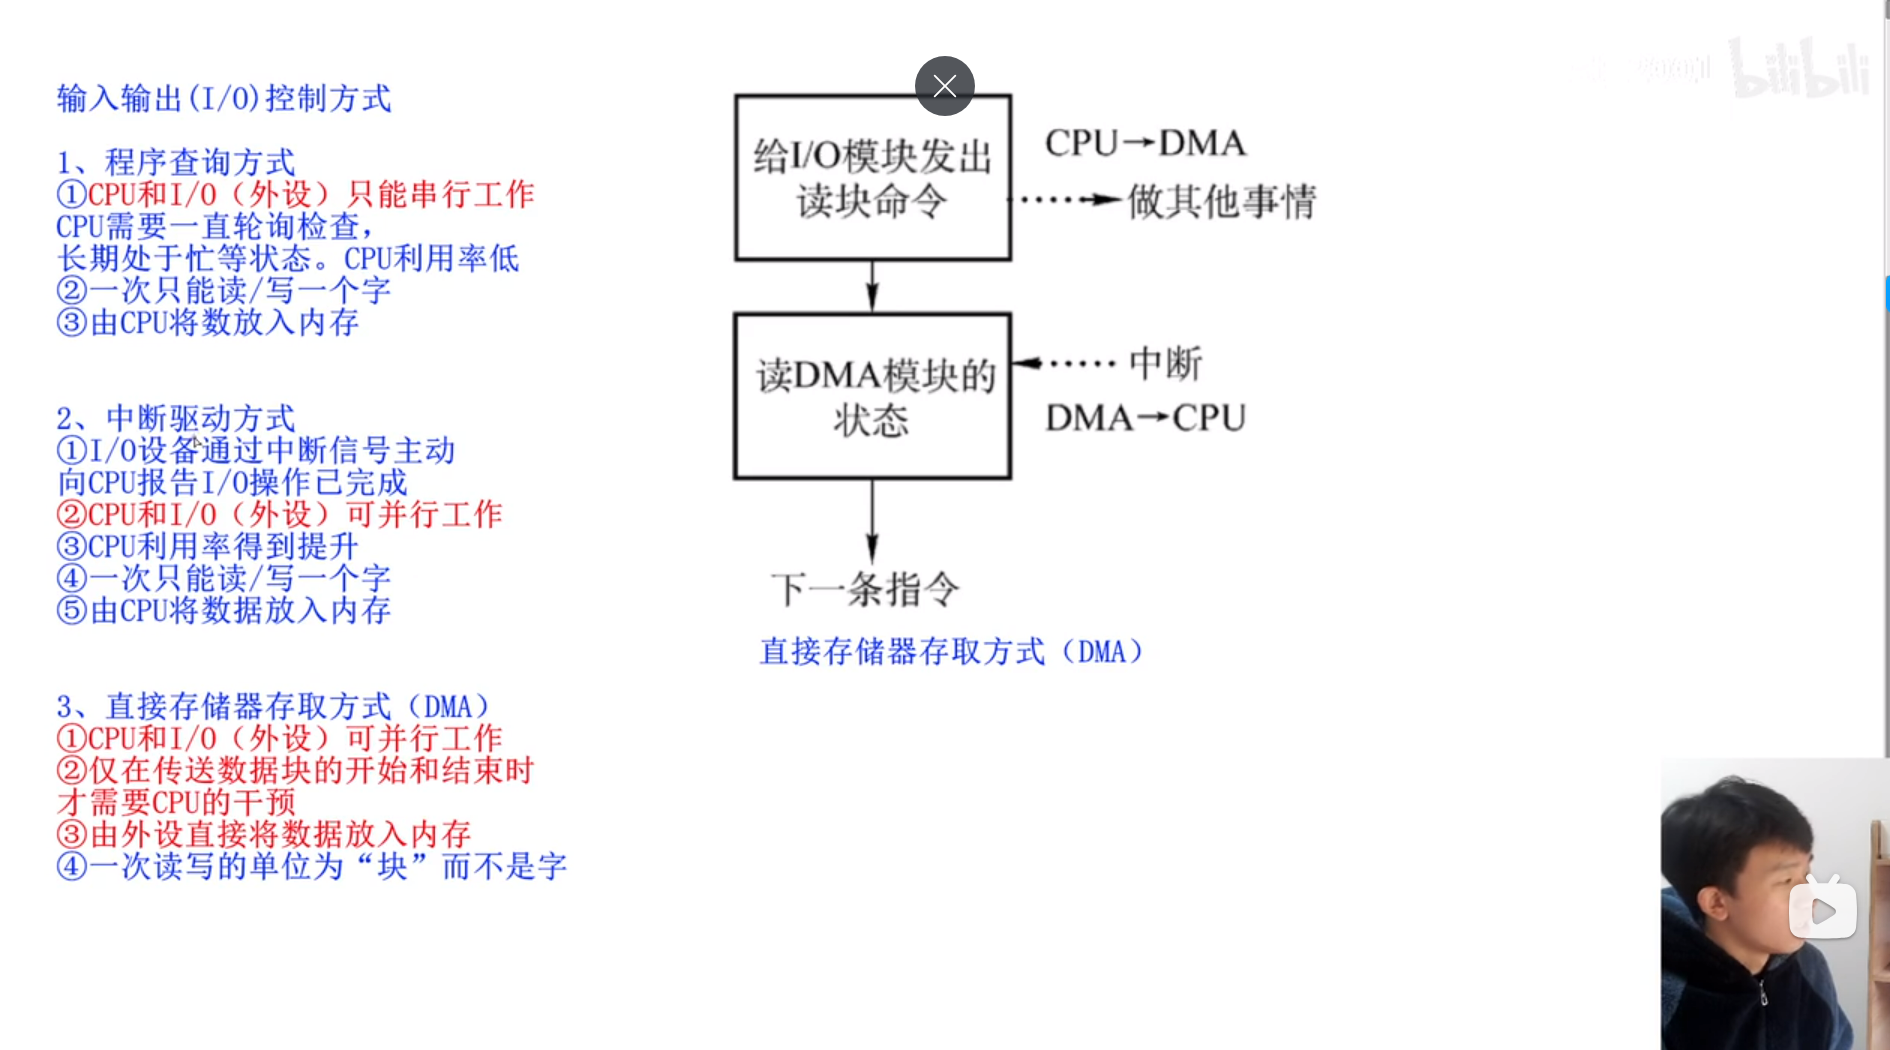 输入输出(I/O)控制方式
1、程序查询方式
①CPU和I/O（外设）只能串行工作
CPU需要一直轮询检查，
长期处于忙等状态。CPU利用率低
②一次只能读/写一个字
③由CPU将数放入内存
2、中断驱动方式
①I/O设备通过中断信号主动
向CPU报告I/O操作已完成
②CPU和I/O（外设）可并行工作
③CPU利用率得到提升
④一次只能读/写一个字
⑤由CPU将数据放入内存
3、直接存储器存取方式（DMA）
①CPU和I/O（外设）可并行工作
②仅在传送数据块的开始和结束时
才需要CPU的干预
③由外设直接将数据放入内存
④一次读写的单位为“块”而不是字
给I/O模块发出
读块命令
CPU→DMA
做其他事情
读DMA模块的
状态
中断
DMA→CPU
下一条指令
直接存储器存取方式（DMA）
bilibili